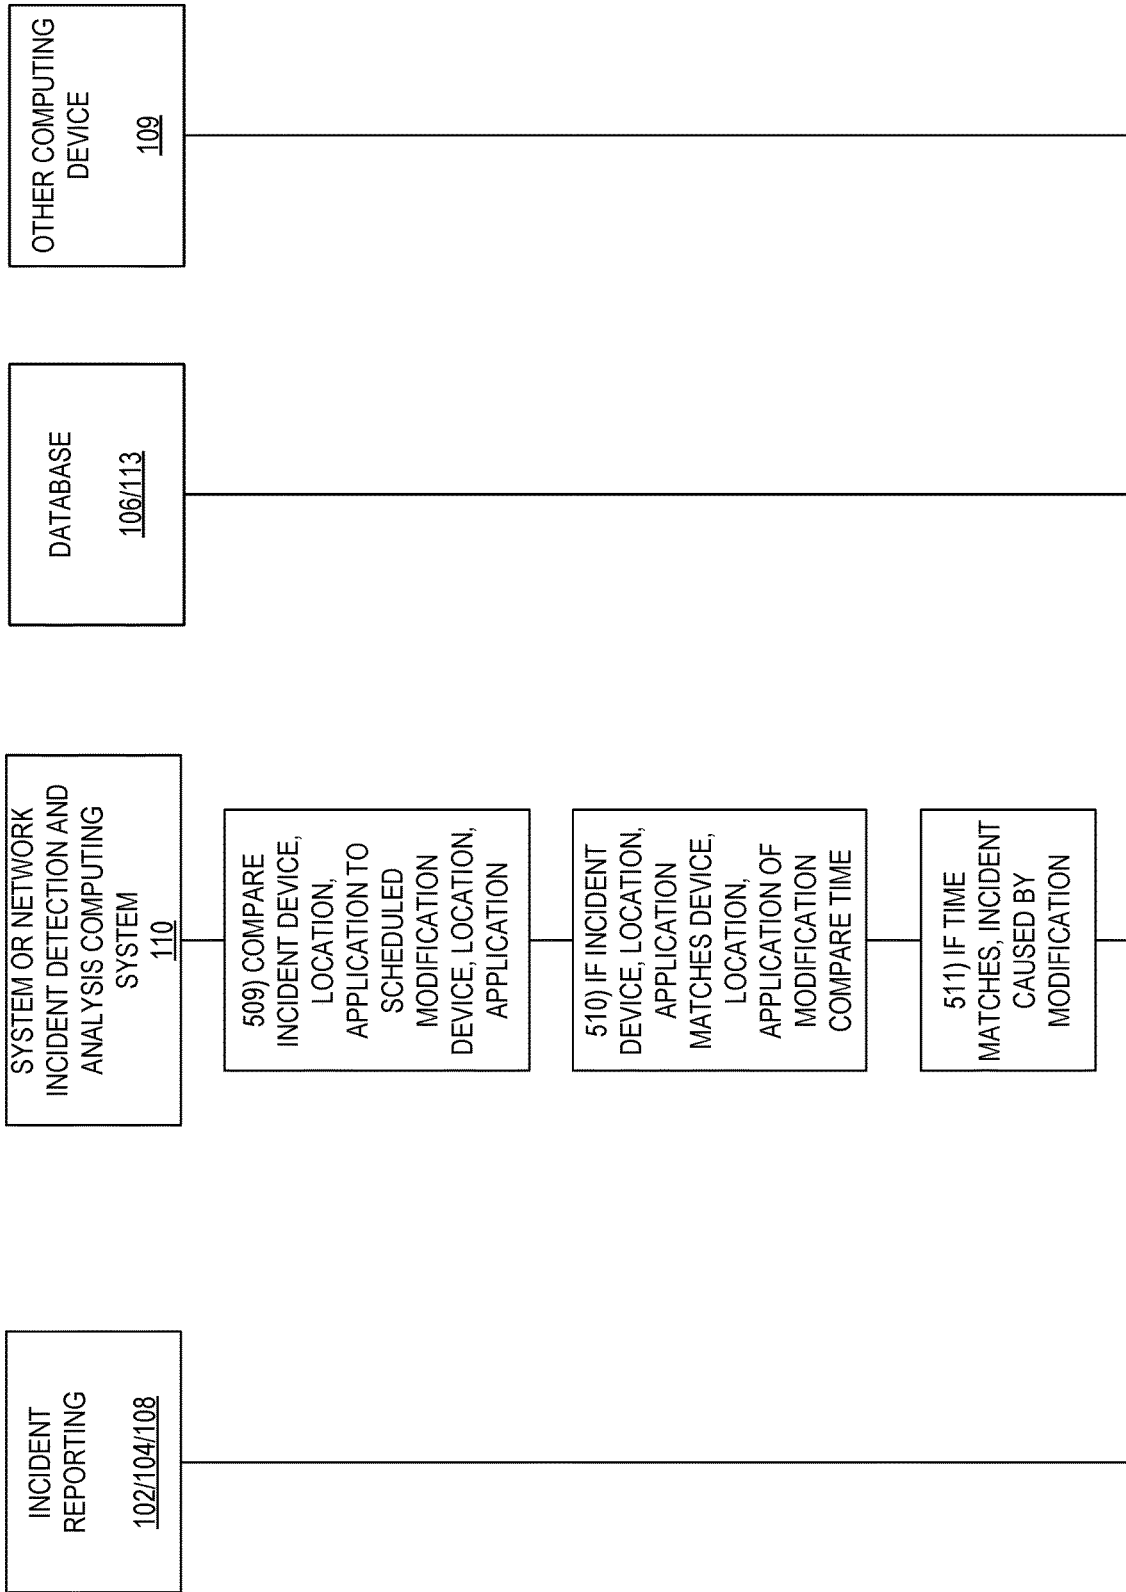 INCIDENT
REPORTING
102/104/108
SYSTEM OR NETWORK
INCIDENT DETECTION AND
ANALYSIS COMPUTING
SYSTEM
110
DATABASE
106/113
OTHER COMPUTING
DEVICE
109
509) COMPARE
INCIDENT DEVICE,
LOCATION,
APPLICATION TO
SCHEDULED
MODIFICATION
DEVICE, LOCATION,
APPLICATION
510) IF INCIDENT
DEVICE, LOCATION,
APPLICATION
MATCHES DEVICE,
LOCATION,
APPLICATION OF
MODIFICATION
COMPARE TIME
511) IF TIME
MATCHES, INCIDENT
CAUSED BY
MODIFICATION